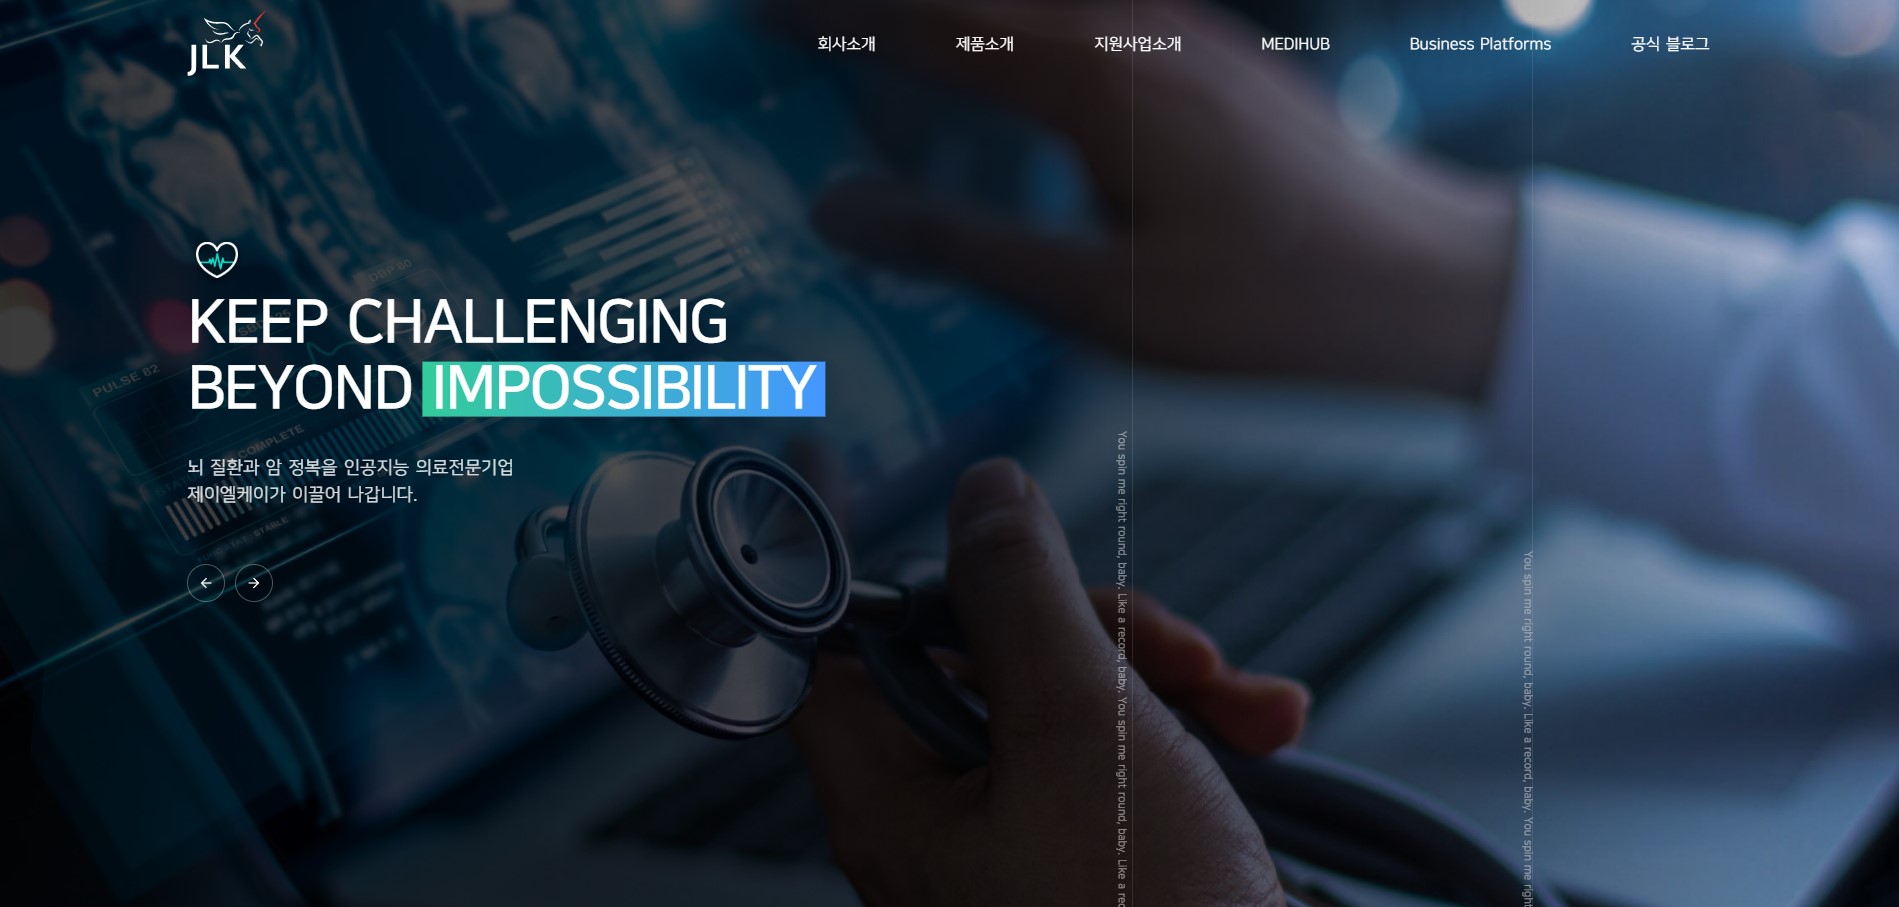 JLK
회사소개
제품소개
지원사업소개
MEDIHUB
Business Platforms
공식 블로그
KEEP CHALLENGING
BEYOND IMPOSSIBILITY
뇌 질환과 암 정복을 인공지능 의료전문기업
제이엘케이가 이끌어 나갑니다.
PULSE 82
COMPLETE
STABLE
You spin me right round, baby. Like a record, baby. You spin me right round, baby. Like a rec
You spin me right round, baby. Like a record, baby. You spin me right